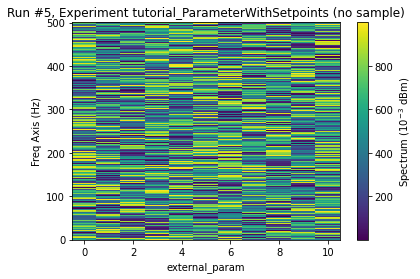 Run #5, Experiment tutorial_ParameterWithSetpoints (no sample)
500
400
300
200
100
0
Freq Axis (Hz)
0 2 4 6 8 10
external_param
800
600
400
200
Spectrum (10⁻³ dBm)